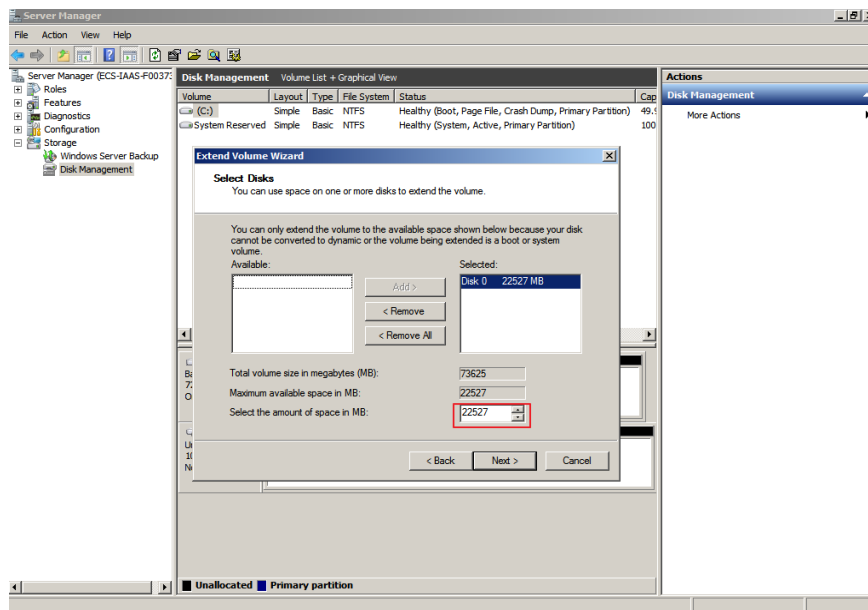 Server Manager
File Action View Help
Server Manager (ECS-IAAS-F0037
Roles
Features
Diagnostics
Configuration
Storage
Windows Server Backup
Disk Management
Disk Management Volume List + Graphical View
Volume Layout Type File System Status Cap
(C:) Simple Basic NTFS Healthy (Boot, Page File, Crash Dump, Primary Partition) 49.
System Reserved Simple Basic NTFS Healthy (System, Active, Primary Partition) 100
Extend Volume Wizard
Select Disks
You can use space on one or more disks to extend the volume.
You can only extend the volume to the available space shown below because your disk
cannot be converted to dynamic or the volume being extended is a boot or system
volume.
Available: Selected:
Add >
Disk 0 22527 MB
< Remove
< Remove All
Total volume size in megabytes (MB): 73625
Maximum available space in MB: 22527
Select the amount of space in MB: 22527
< Back Next > Cancel
Ba
O
Un
10
Unallocated Primary partition
Actions
Disk Management
More Actions